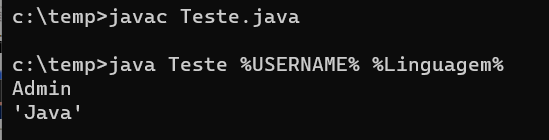 c:\temp>javac Teste.java
c:\temp>java Teste %USERNAME% %Linguagem%
Admin
'Java'